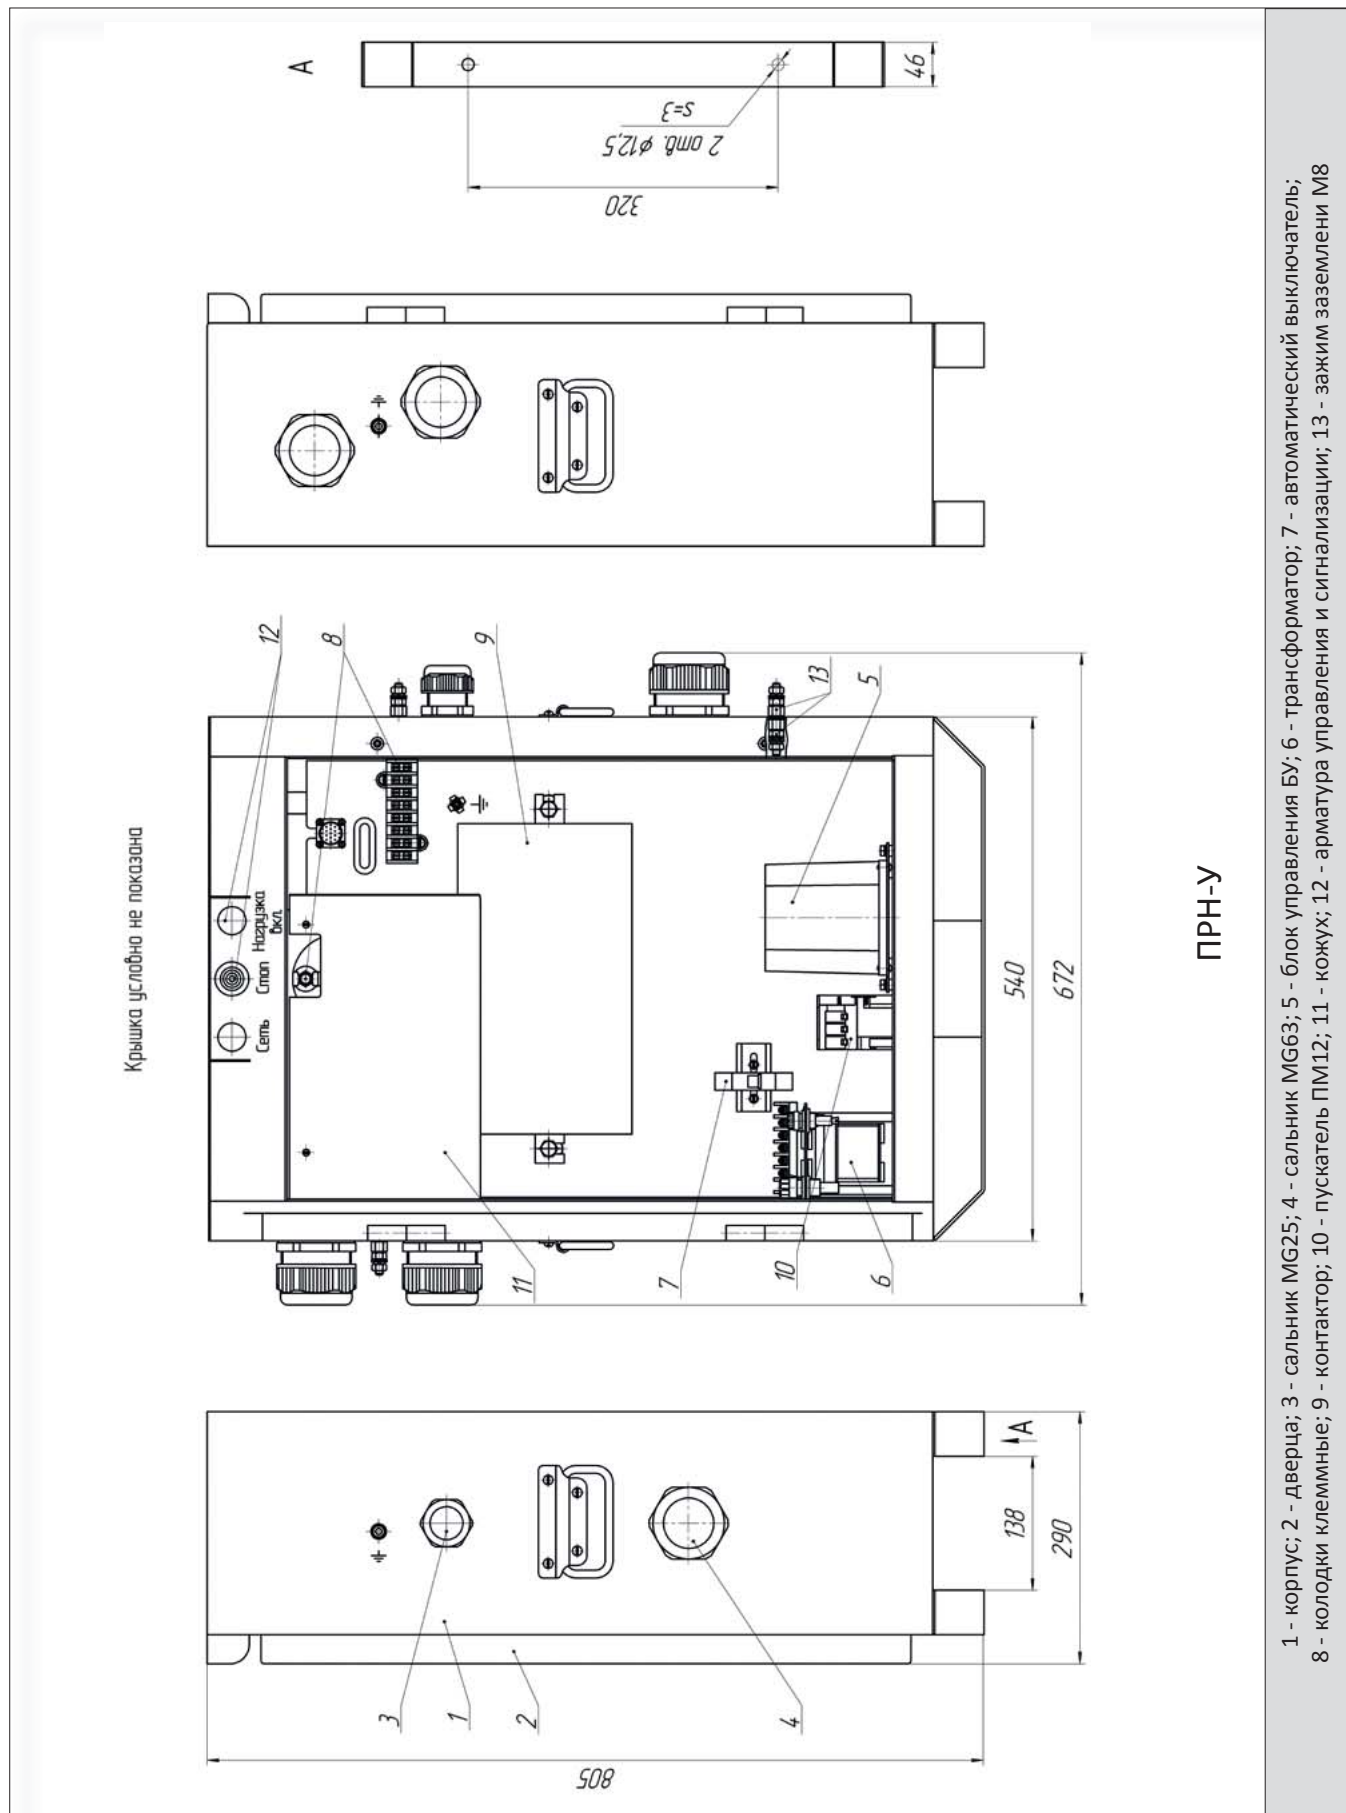 Крышка условно не показана
А
Сеть
Стоп
Нагрузка
вкл.
12
8
9
13
5
3
1
2
4
11
7
10
6
А
805
138
290
540
672
320
2 отв. ϕ12,5
s=3
46
ПРН-У
1 - корпус; 2 - дверца; 3 - сальник MG25; 4 - сальник MG63; 5 - блок управления БУ; 6 - трансформатор; 7 - автоматический выключатель;
8 - колодки клеммные; 9 - контактор; 10 - пускатель ПМ12; 11 - кожух; 12 - арматура управления и сигнализации; 13 - зажим заземлени М8